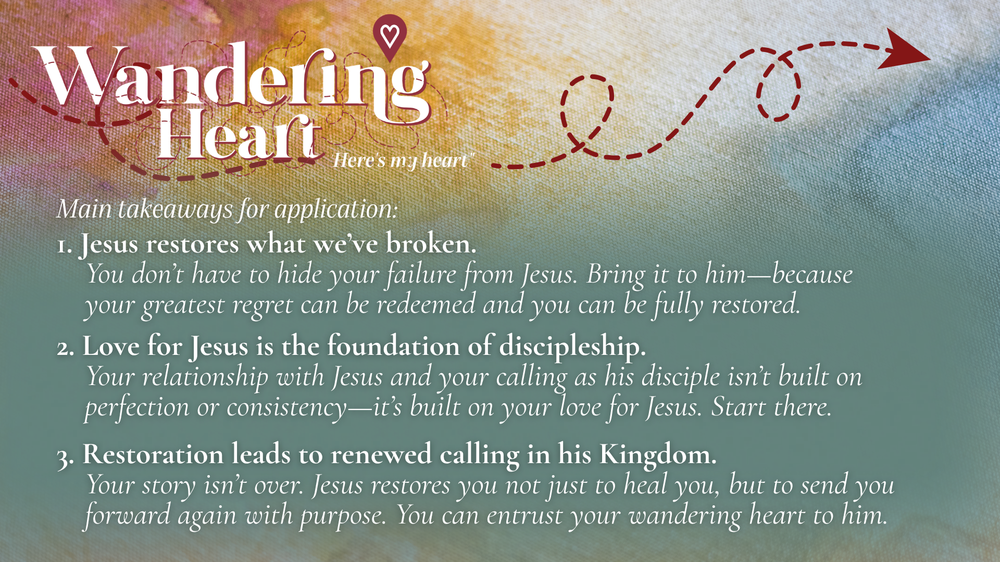 Wandering
Heart
"Here's my heart"
Main takeaways for application:
1. Jesus restores what we’ve broken.
You don’t have to hide your failure from Jesus. Bring it to him—because
your greatest regret can be redeemed and you can be fully restored.
2. Love for Jesus is the foundation of discipleship.
Your relationship with Jesus and your calling as his disciple isn’t built on
perfection or consistency—it’s built on your love for Jesus. Start there.
3. Restoration leads to renewed calling in his Kingdom.
Your story isn’t over. Jesus restores you not just to heal you, but to send you
forward again with purpose. You can entrust your wandering heart to him.